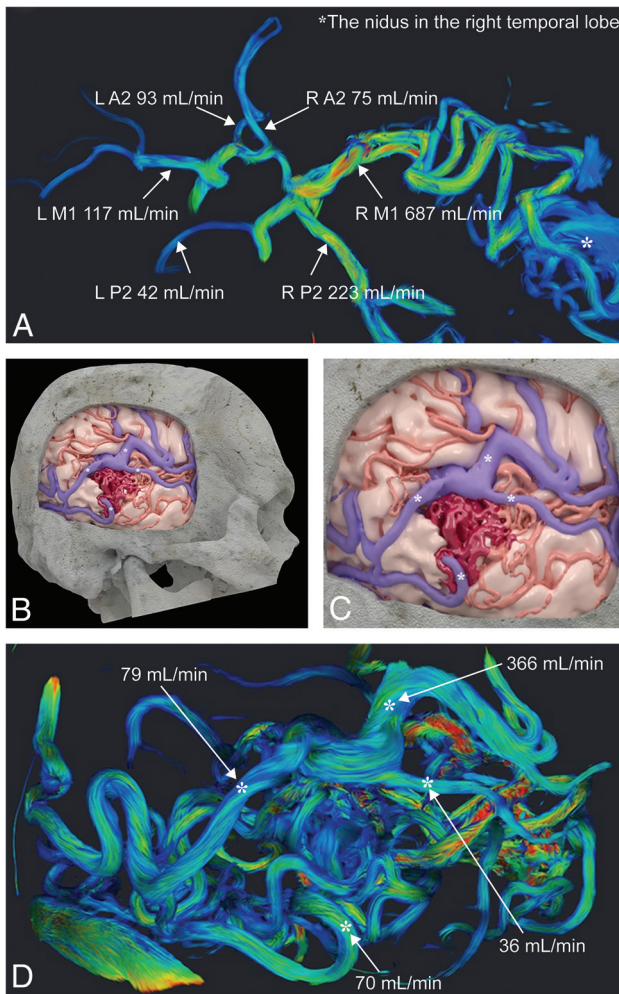 *The nidus in the right temporal lobe
L A2 93 mL/min
R A2 75 mL/min
L M1 117 mL/min
R M1 687 mL/min
L P2 42 mL/min
R P2 223 mL/min
*
A
B
C
* * * *
79 mL/min
366 mL/min
* * *
36 mL/min
*
70 mL/min
D